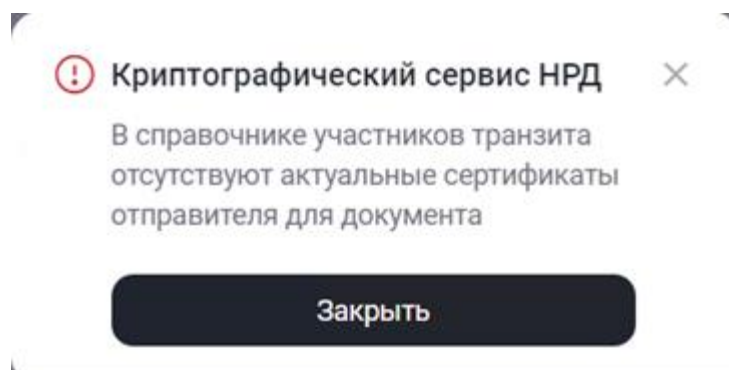 Криптографический сервис НРД
В справочнике участников транзита
отсутствуют актуальные сертификаты
отправителя для документа
Закрыть